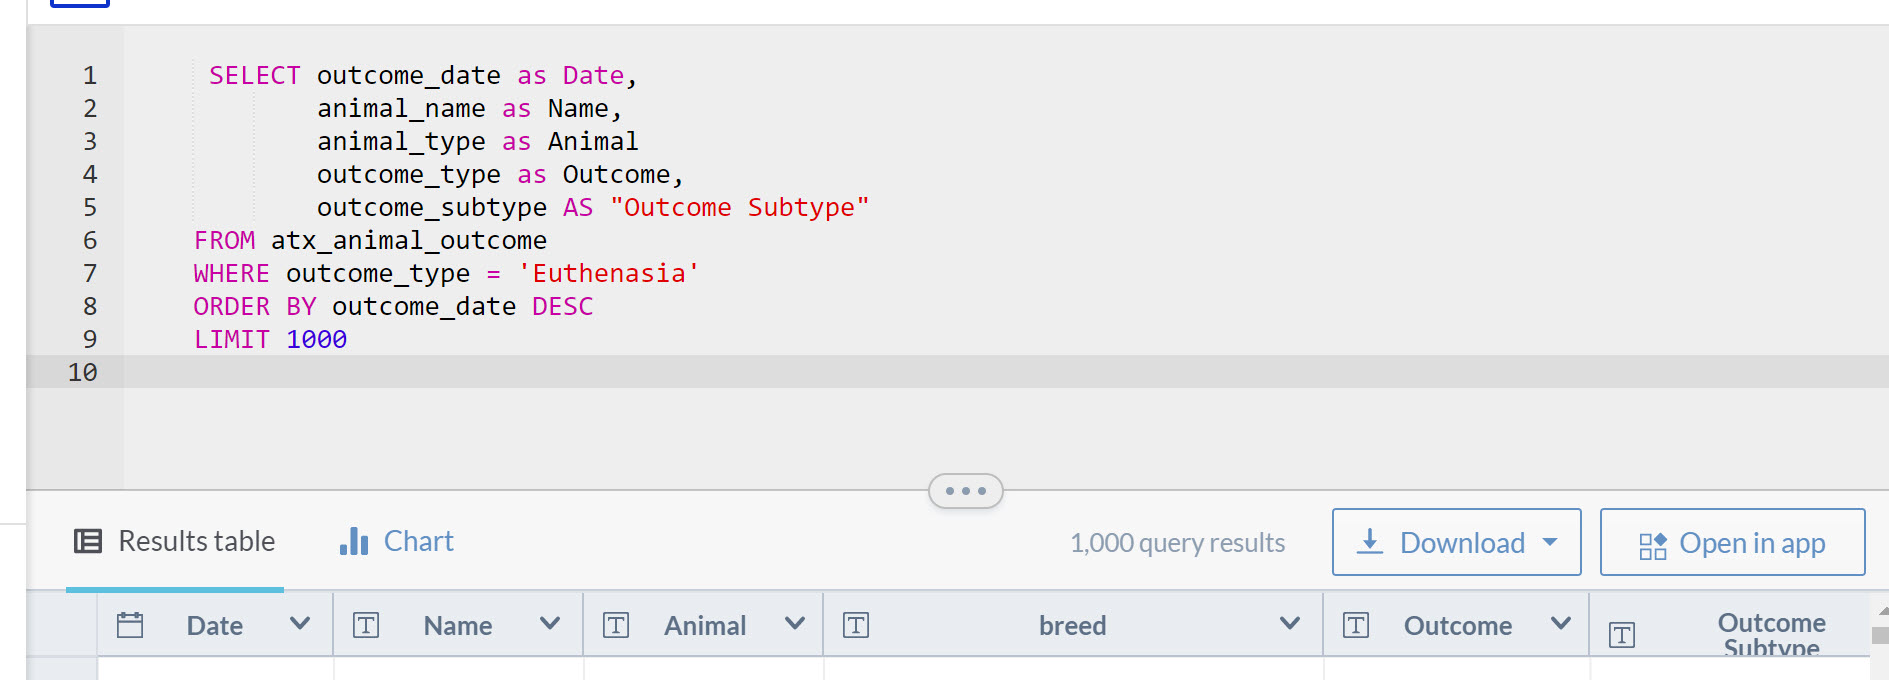 1 SELECT outcome_date as Date,
2 animal_name as Name,
3 animal_type as Animal
4 outcome_type as Outcome,
5 outcome_subtype AS "Outcome Subtype"
6 FROM atx_animal_outcome
7 WHERE outcome_type = 'Euthenasia'
8 ORDER BY outcome_date DESC
9 LIMIT 1000
10
Results table Chart 1,000 query results Download Open in app
Date Name Animal breed Outcome Outcome
Subtype